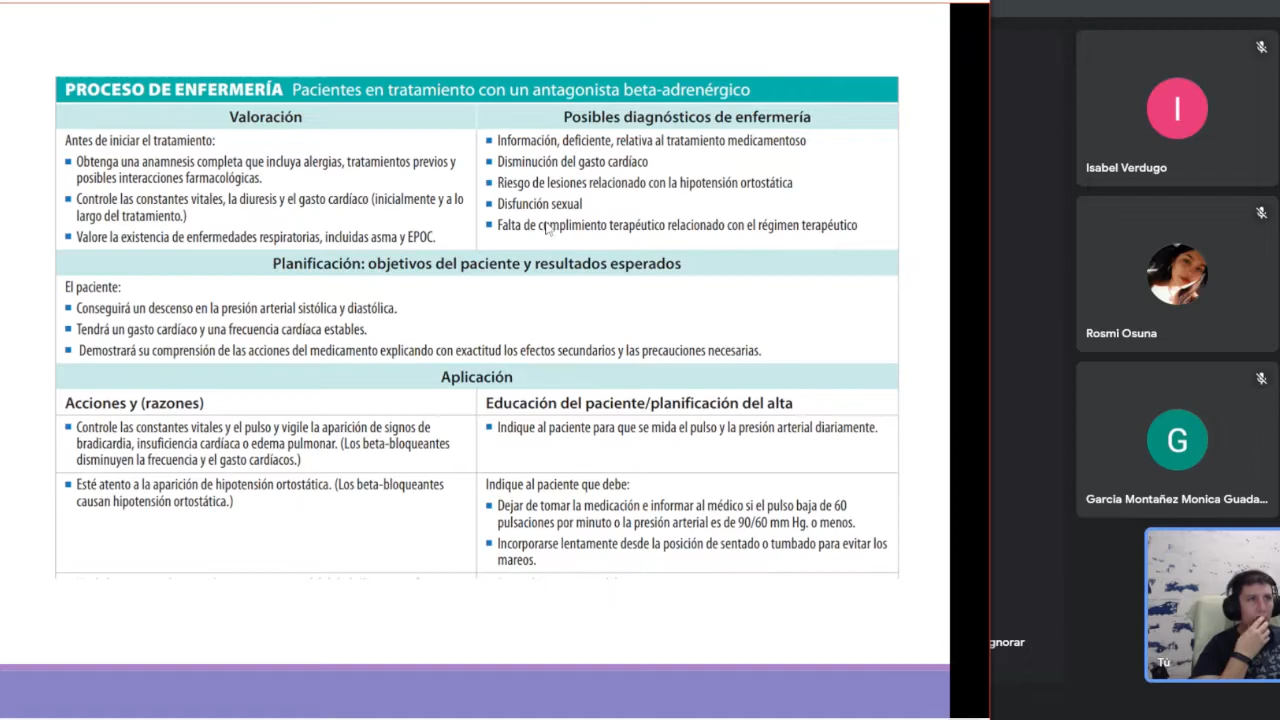 PROCESO DE ENFERMERÍA Pacientes en tratamiento con un antagonista beta-adrenérgico
Valoración
Antes de iniciar el tratamiento:
Obtenga una anamnesis completa que incluya alergias, tratamientos previos y
posibles interacciones farmacológicas.
Controle las constantes vitales, la diuresis y el gasto cardíaco (inicialmente y a lo
largo del tratamiento.)
Valore la existencia de enfermedades respiratorias, incluidas asma y EPOC.
Posibles diagnósticos de enfermería
Información, deficiente, relativa al tratamiento medicamentoso
Disminución del gasto cardíaco
Riesgo de lesiones relacionado con la hipotensión ortostática
Disfunción sexual
Falta de cumplimiento terapéutico relacionado con el régimen terapéutico
Planificación: objetivos del paciente y resultados esperados
El paciente:
Conseguirá un descenso en la presión arterial sistólica y diastólica.
Tendrá un gasto cardíaco y una frecuencia cardíaca estables.
Demostrará su comprensión de las acciones del medicamento explicando con exactitud los efectos secundarios y las precauciones necesarias.
Aplicación
Acciones y (razones)
Educación del paciente/planificación del alta
Controle las constantes vitales y el pulso y vigile la aparición de signos de
bradicardia, insuficiencia cardíaca o edema pulmonar. (Los beta-bloqueantes
disminuyen la frecuencia y el gasto cardíacos.)
Indique al paciente para que se mida el pulso y la presión arterial diariamente.
Esté atento a la aparición de hipotensión ortostática. (Los beta-bloqueantes
causan hipotensión ortostática.)
Indique al paciente que debe:
Dejar de tomar la medicación e informar al médico si el pulso baja de 60
pulsaciones por minuto o la presión arterial es de 90/60 mm Hg. o menos.
Incorporarse lentamente desde la posición de sentado o tumbado para evitar los
mareos.
I
Isabel Verdugo
Rosmi Osuna
G
Garcia Montañez Monica Guada...
gnorar
Tú